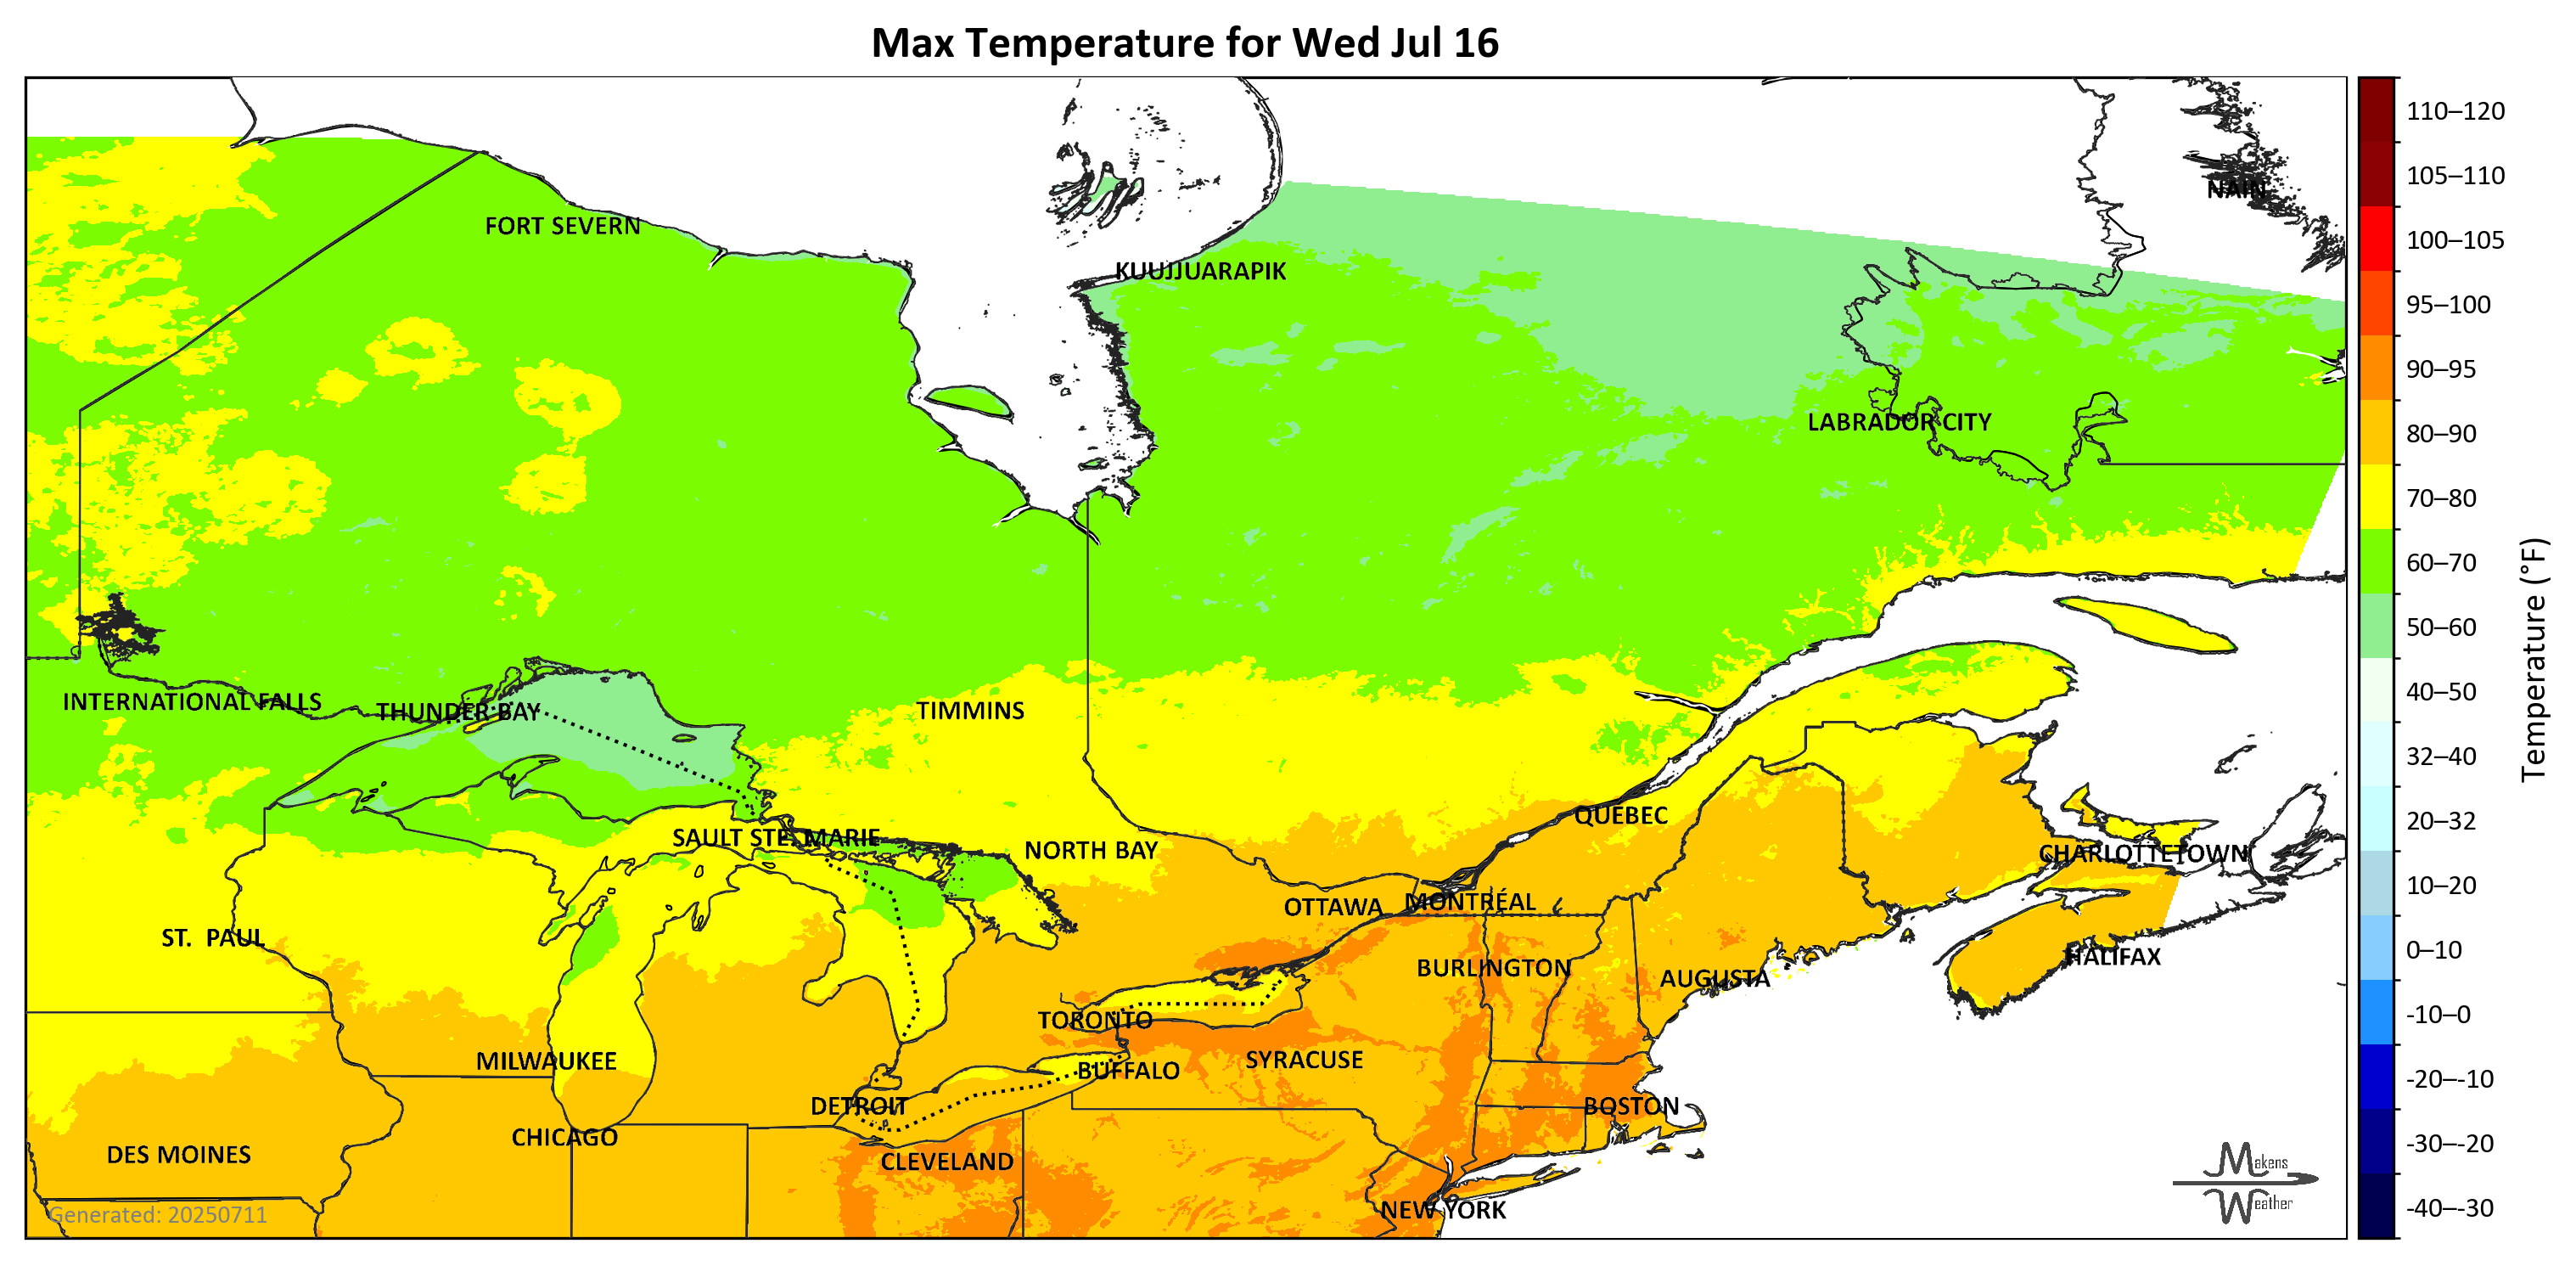 Max Temperature for Wed Jul 16
110–120
105–110
NAIN
FORT SEVERN
100–105
KUUJJUARAPIK
95–100
90–95
LABRADOR CITY
80–90
70–80
60–70
Temperature (°F)
50–60
INTERNATIONAL FALLS
THUNDER BAY
TIMMINS
40–50
32–40
QUÉBEC
20–32
SAULT STE. MARIE
NORTH BAY
CHARLOTTETOWN
10–20
OTTAWA
MONTRÉAL
ST. PAUL
0–10
BURLINGTON
AUGUSTA
HALIFAX
TORONTO
-10–0
MILWAUKEE
SYRACUSE
BUFFALO
-20–-10
DETROIT
BOSTON
CHICAGO
-30–-20
DES MOINES
CLEVELAND
Makens
Weather
NEW YORK
-40–-30
Generated: 20250711